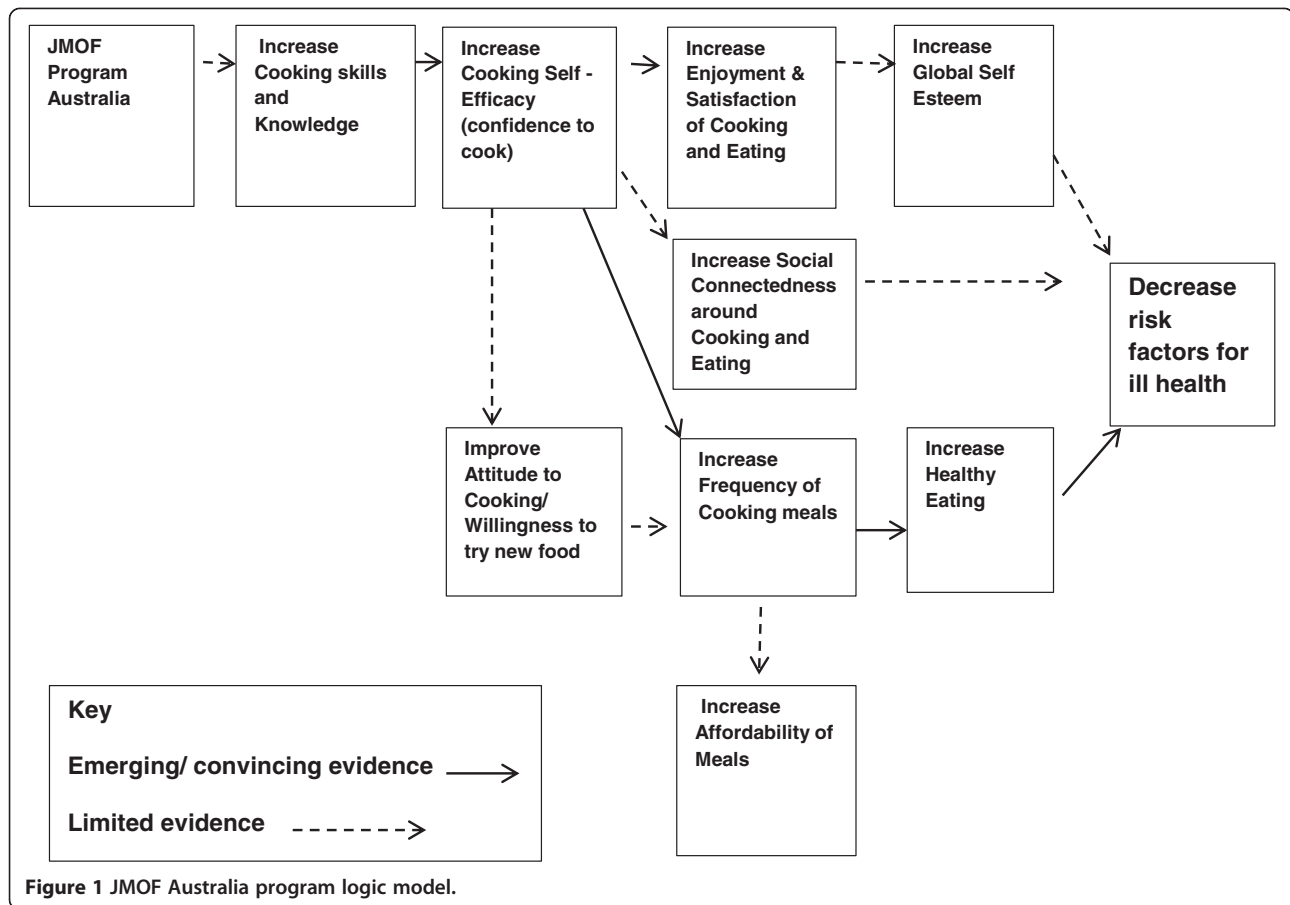 JMOF
Program
Australia
Increase
Cooking skills
and
Knowledge
Increase
Cooking Self -
Efficacy
(confidence to
cook)
Increase
Enjoyment &
Satisfaction
of Cooking
and Eating
Increase
Global Self
Esteem
Increase Social
Connectedness
around
Cooking and
Eating
Decrease
risk
factors for
ill health
Improve
Attitude to
Cooking/
Willingness to
try new food
Increase
Frequency of
Cooking meals
Increase
Healthy
Eating
Increase
Affordability of
Meals
Key
Emerging/ convincing evidence
Limited evidence
Figure 1 JMOF Australia program logic model.